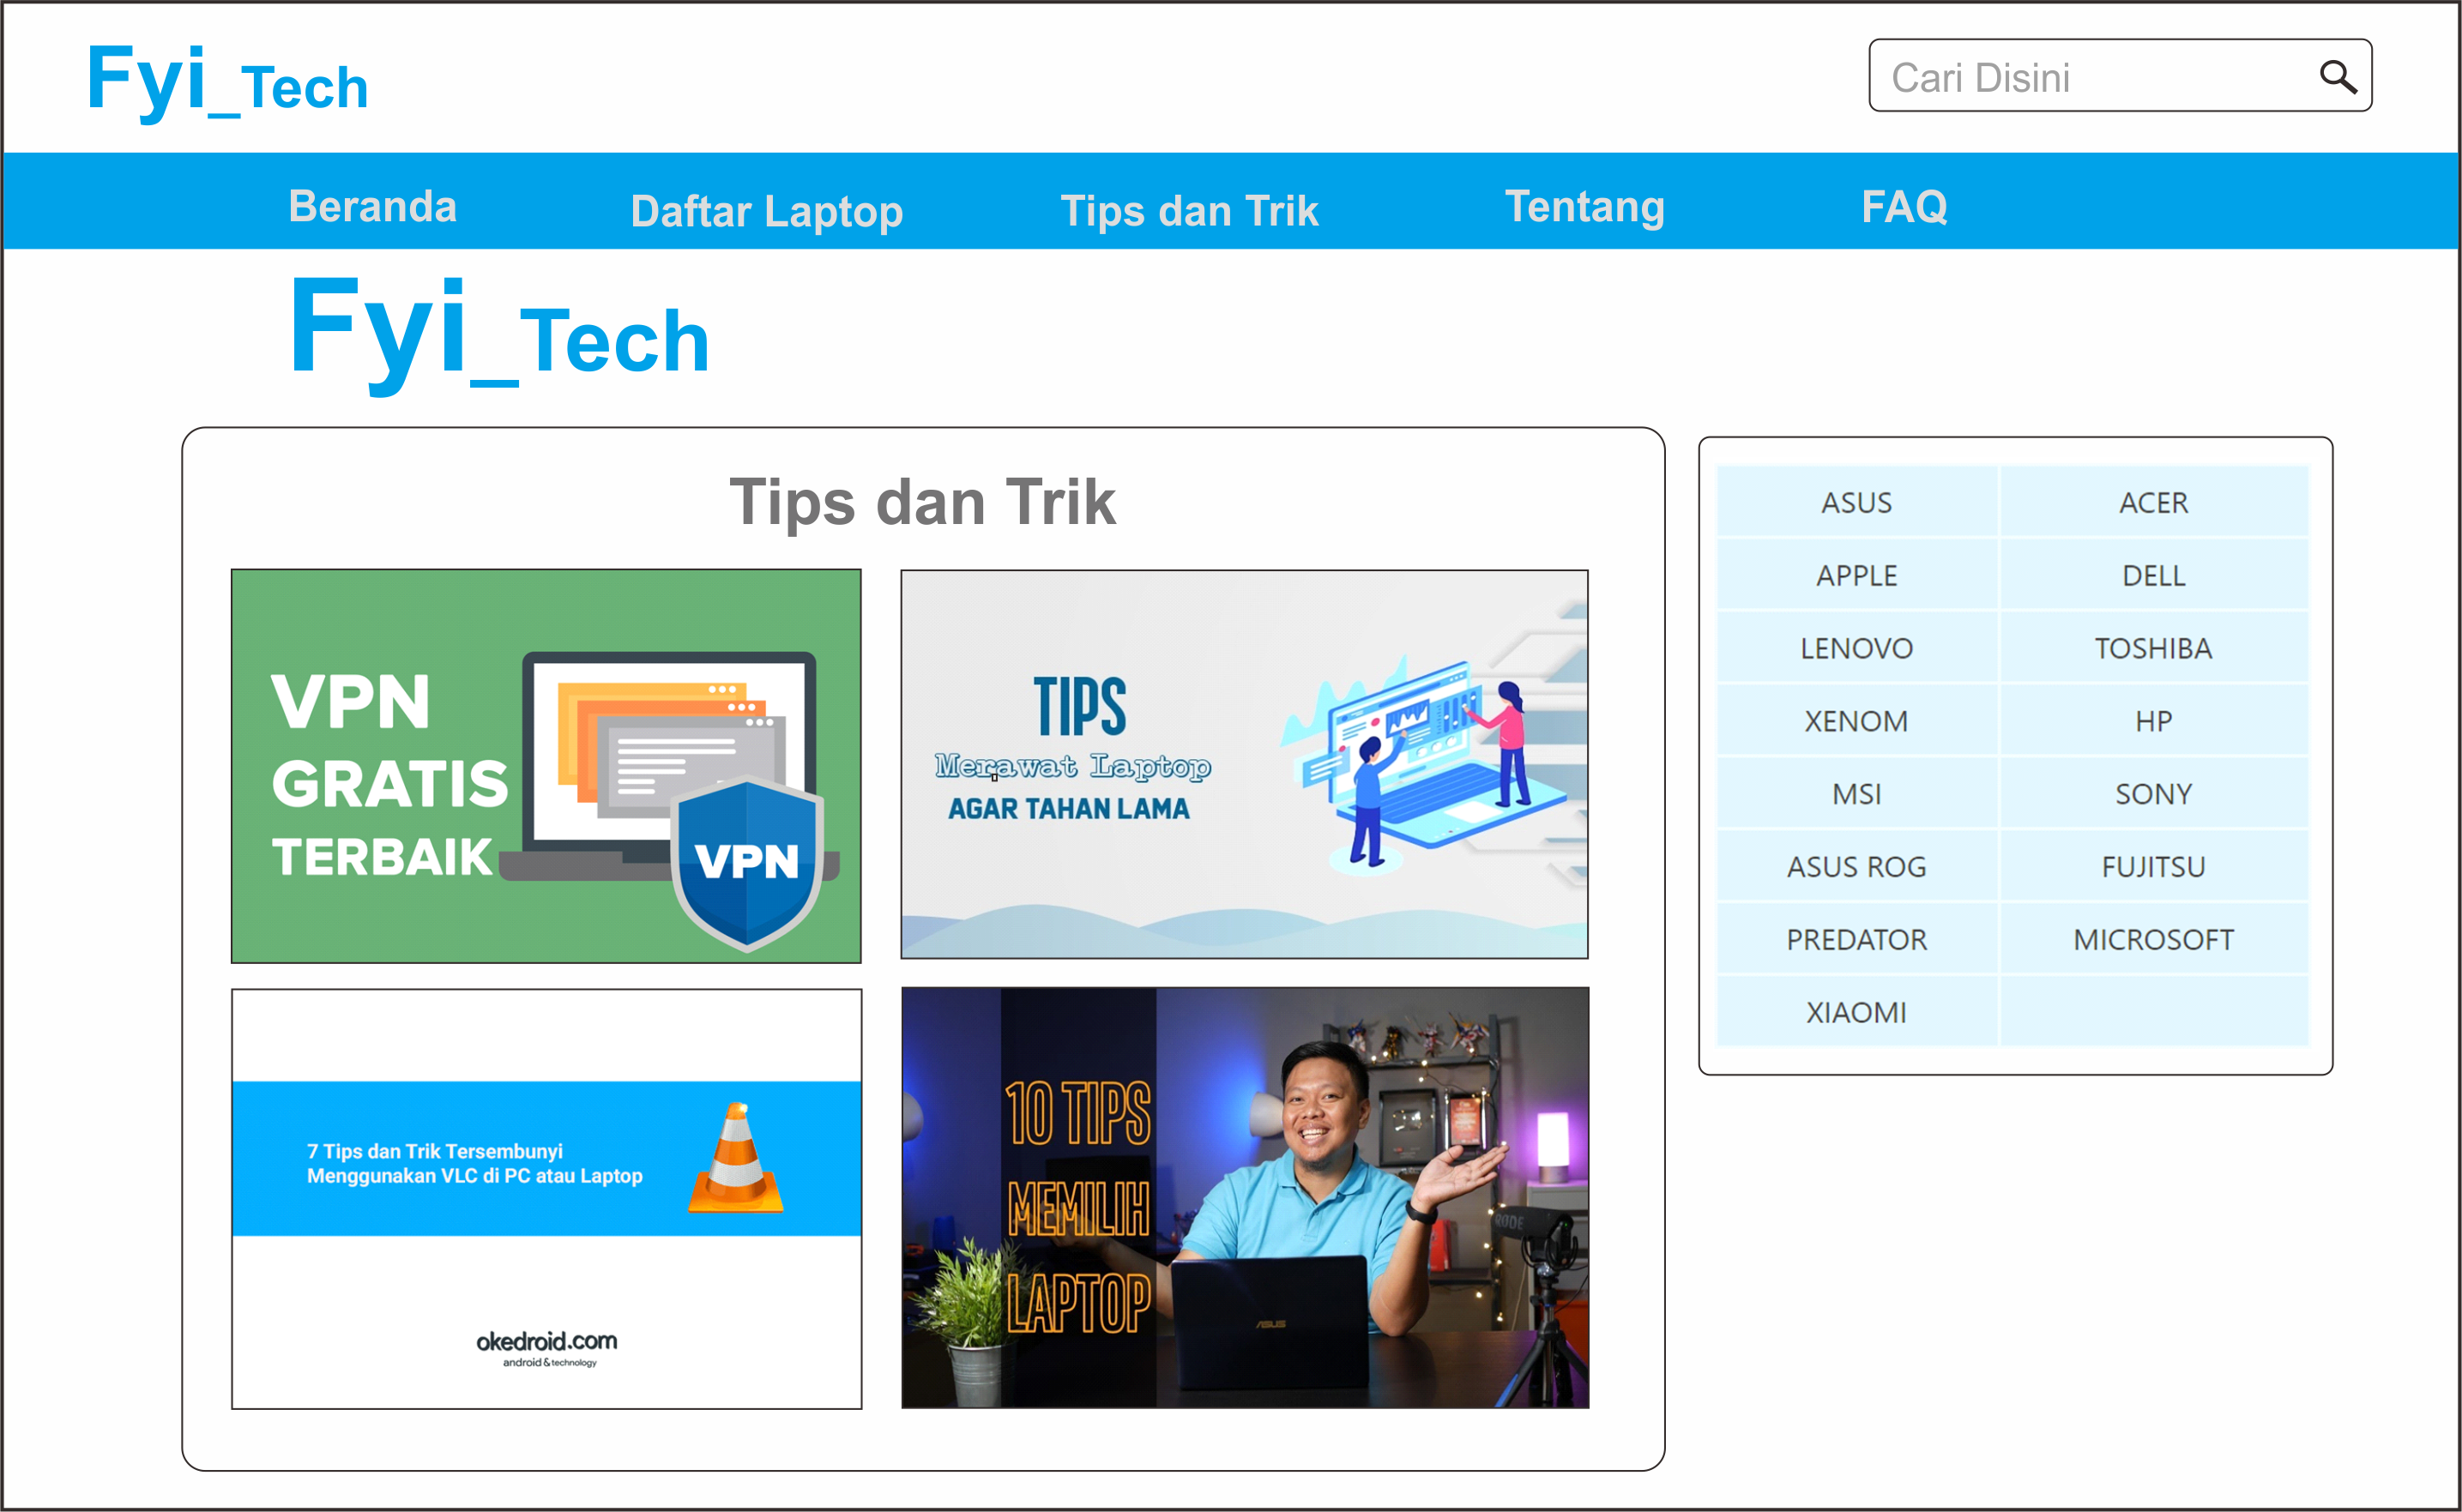 Fyi_Tech
Cari Disini
Beranda
Daftar Laptop
Tips dan Trik
Tentang
FAQ
Fyi_Tech
Tips dan Trik
VPN
GRATIS
TERBAIK
VPN
TIPS
Merawat Laptop
AGAR TAHAN LAMA
7 Tips dan Trik Tersembunyi
Menggunakan VLC di PC atau Laptop
okedroid.com
android & technology
10 TIPS
MEMILIH
LAPTOP
ASUS
RODE
ASUS
ACER
APPLE
DELL
LENOVO
TOSHIBA
XENOM
HP
MSI
SONY
ASUS ROG
FUJITSU
PREDATOR
MICROSOFT
XIAOMI